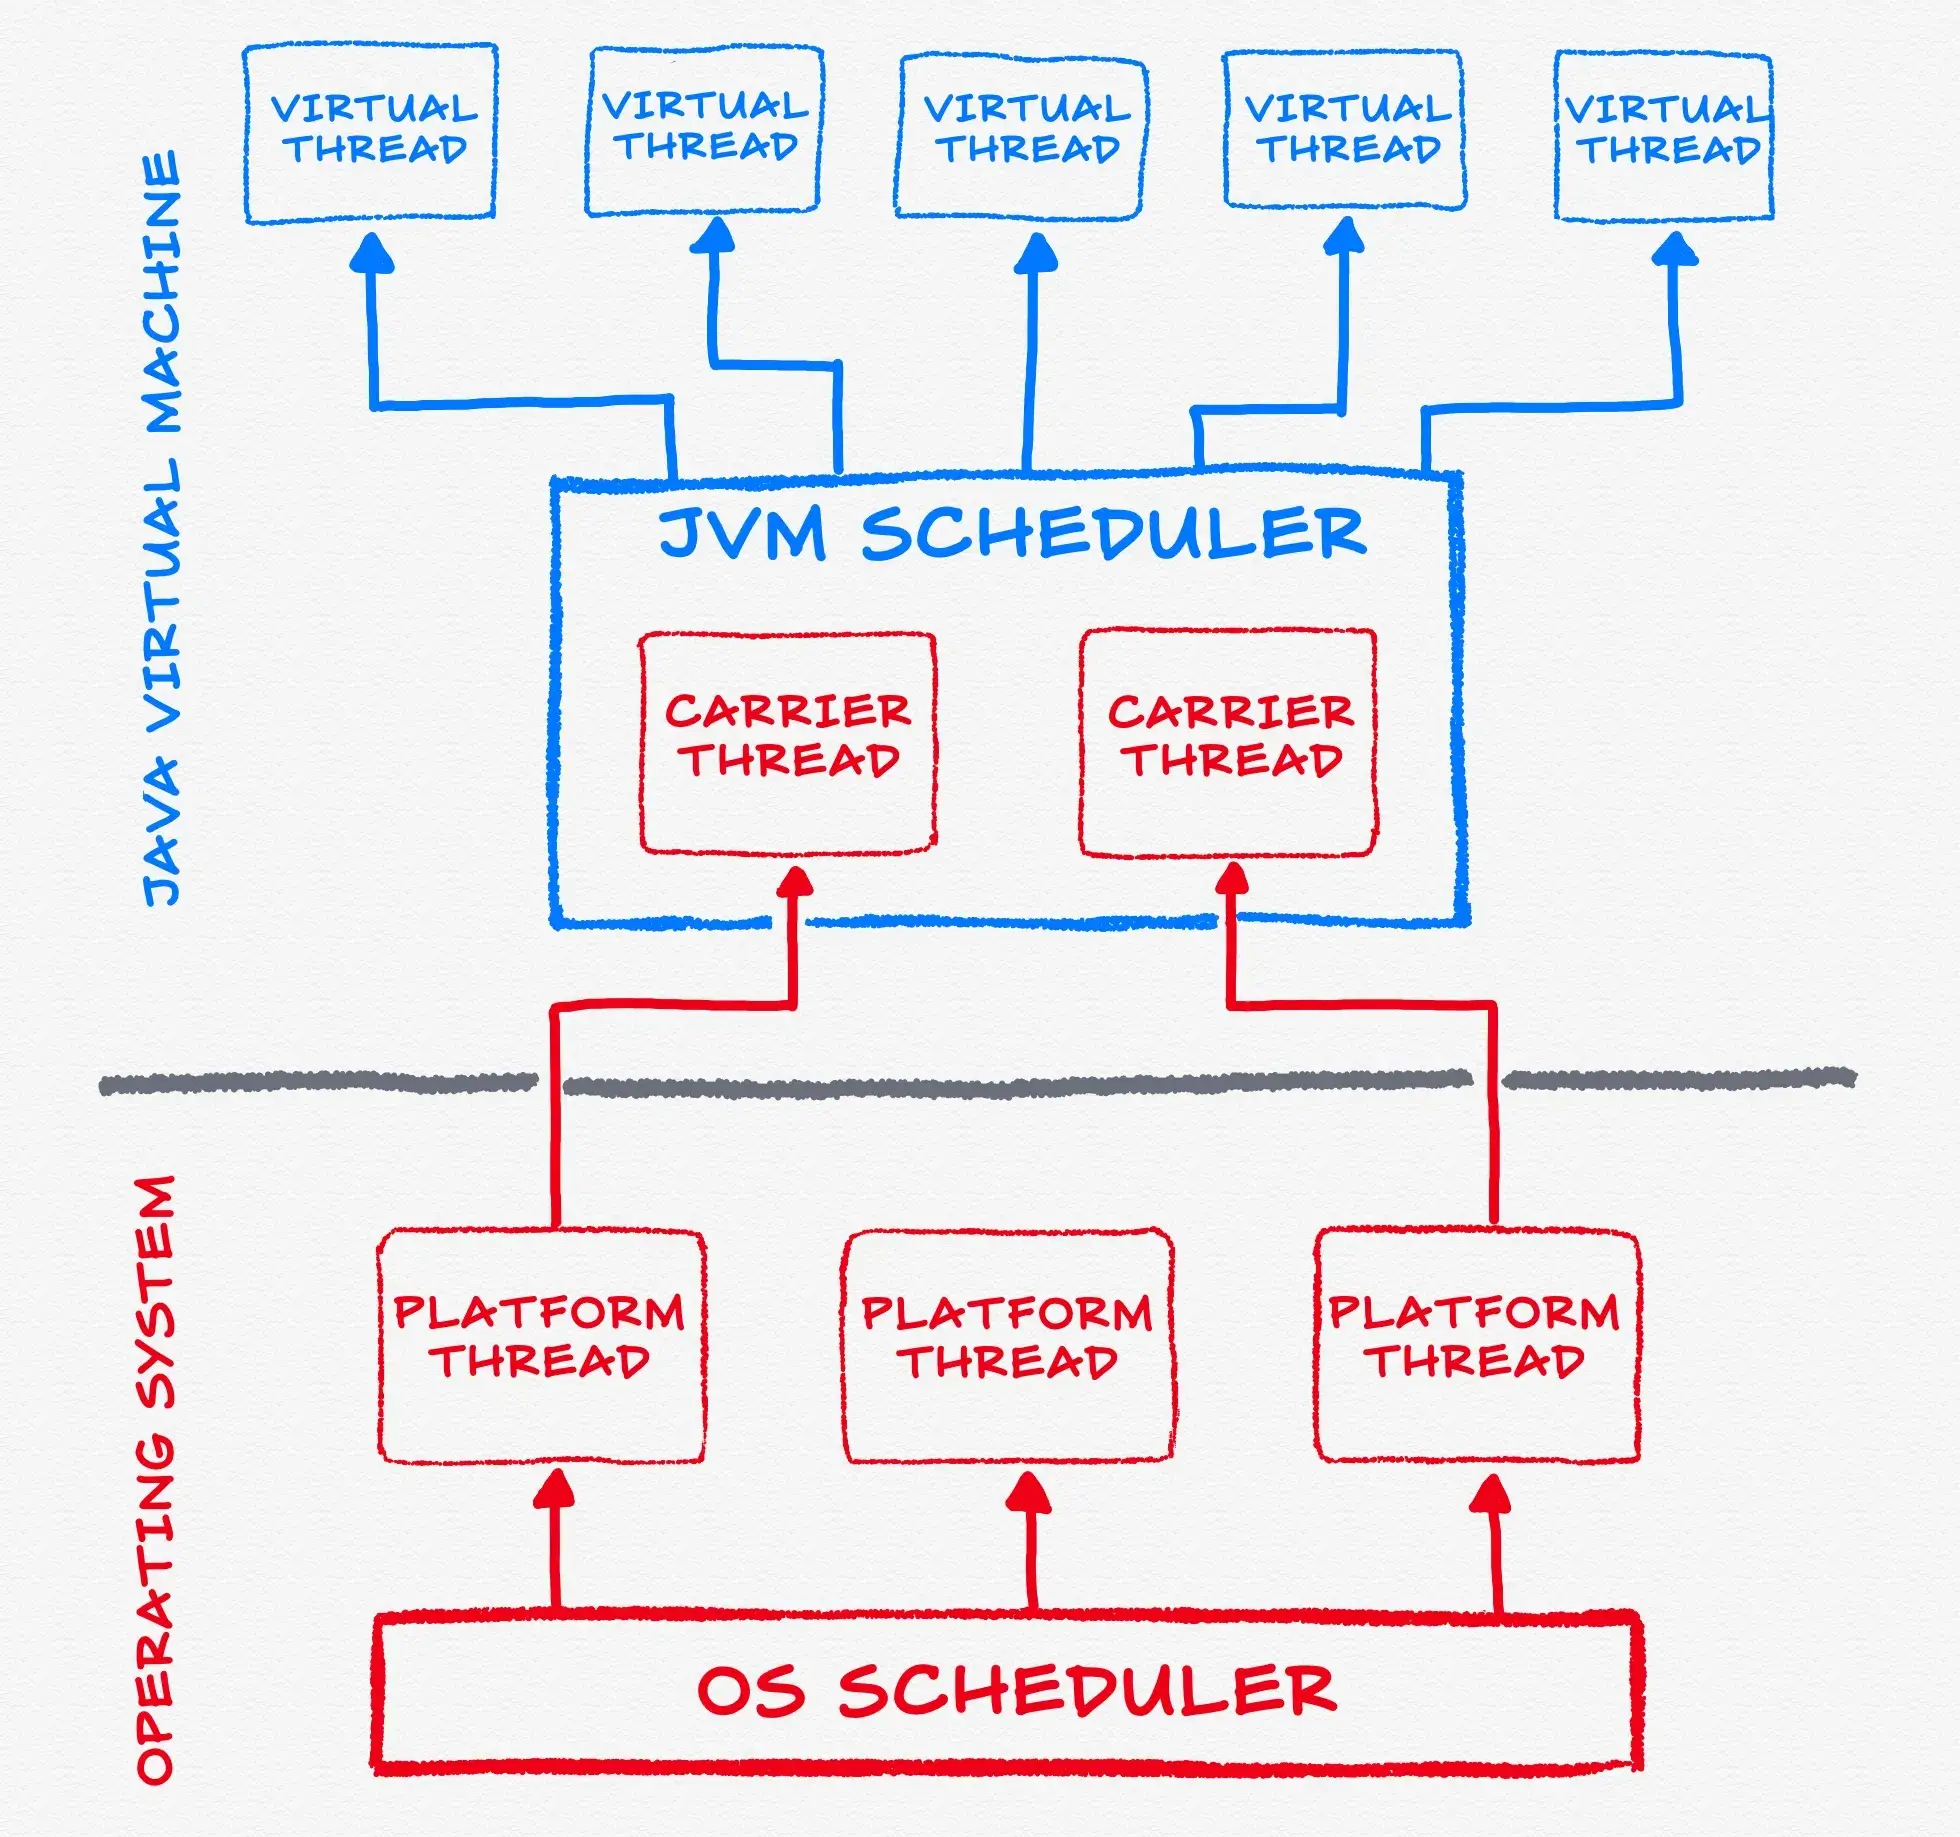 VIRTUAL
THREAD
VIRTUAL
THREAD
VIRTUAL
THREAD
VIRTUAL
THREAD
VIRTUAL
THREAD
JAVA VIRTUAL MACHINE
JVM SCHEDULER
CARRIER
THREAD
CARRIER
THREAD
OPERATING SYSTEM
PLATFORM
THREAD
PLATFORM
THREAD
PLATFORM
THREAD
OS SCHEDULER